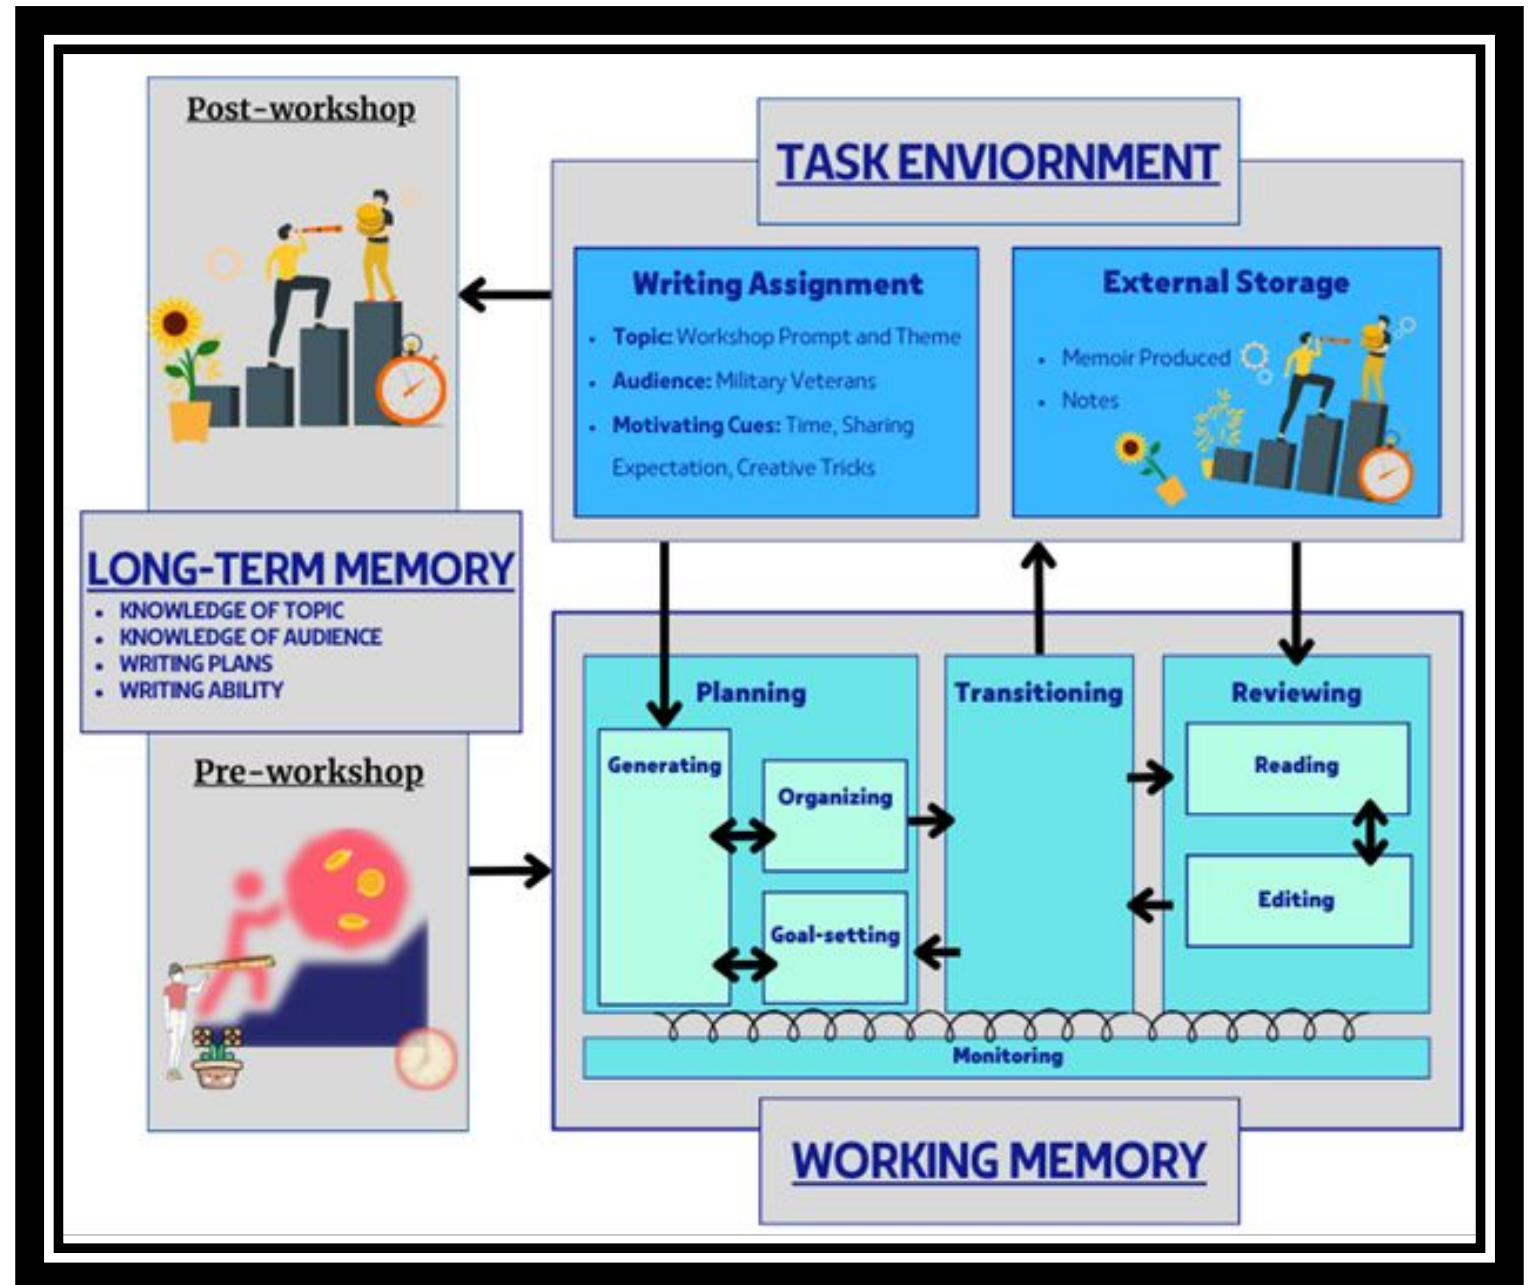 Post-workshop
TASK ENVIORNMENT
Writing Assignment
• Topic: Workshop Prompt and Theme
• Audience: Military Veterans
• Motivating Cues: Time, Sharing
Expectation, Creative Tricks
External Storage
• Memoir Produced
• Notes
LONG-TERM MEMORY
• KNOWLEDGE OF TOPIC
• KNOWLEDGE OF AUDIENCE
• WRITING PLANS
• WRITING ABILITY
Pre-workshop
Planning
Generating
Organizing
Goal-setting
Transitioning
Reviewing
Reading
Editing
Monitoring
WORKING MEMORY